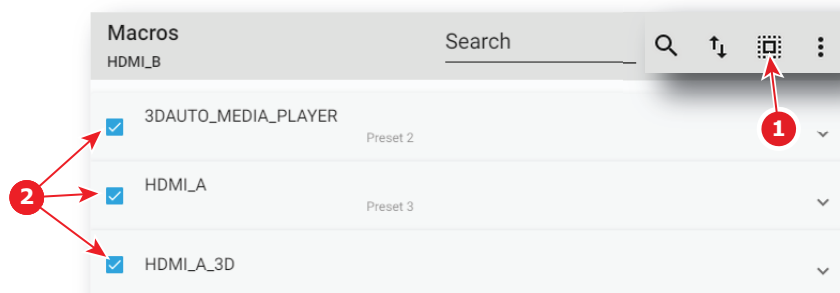 Macros
HDMI_B
Search
1
3DAUTO_MEDIA_PLAYER
Preset 2
2
HDMI_A
Preset 3
HDMI_A_3D